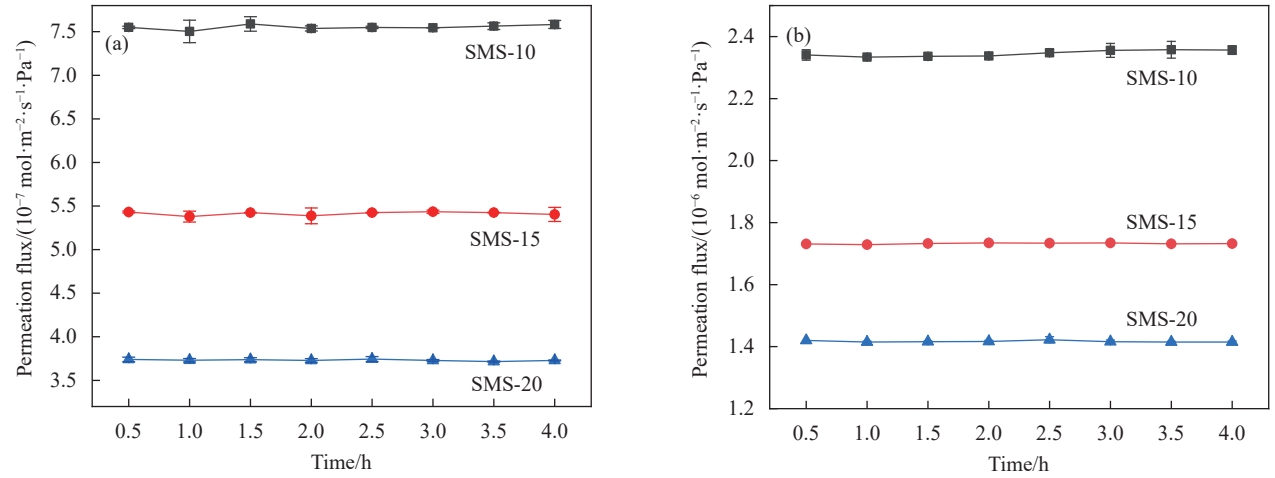 (a)
SMS-10
SMS-15
SMS-20
7.5
7.0
6.5
6.0
5.5
5.0
4.5
4.0
3.5
Permeation flux/(10⁻⁷ mol·m⁻²·s⁻¹·Pa⁻¹)
0.5 1.0 1.5 2.0 2.5 3.0 3.5 4.0
Time/h
(b)
SMS-10
SMS-15
SMS-20
2.4
2.2
2.0
1.8
1.6
1.4
1.2
Permeation flux/(10⁻⁶ mol·m⁻²·s⁻¹·Pa⁻¹)
0.5 1.0 1.5 2.0 2.5 3.0 3.5 4.0
Time/h